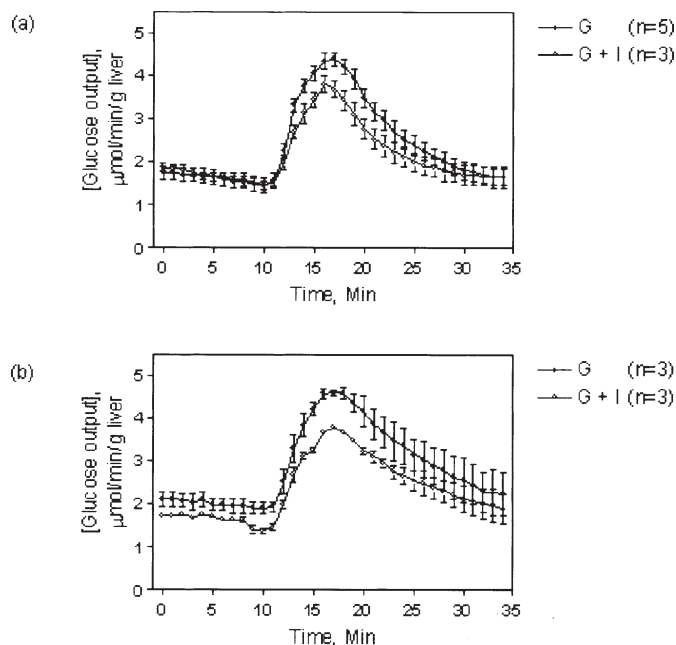 (a)
[Glucose output],
μmol/min/g liver
5
4
3
2
1
0
0 5 10 15 20 25 30 35
Time, Min
G (n=5)
G + I (n=3)
(b)
[Glucose output],
μmol/min/g liver
5
4
3
2
1
0
0 5 10 15 20 25 30 35
Time, Min
G (n=3)
G + I (n=3)